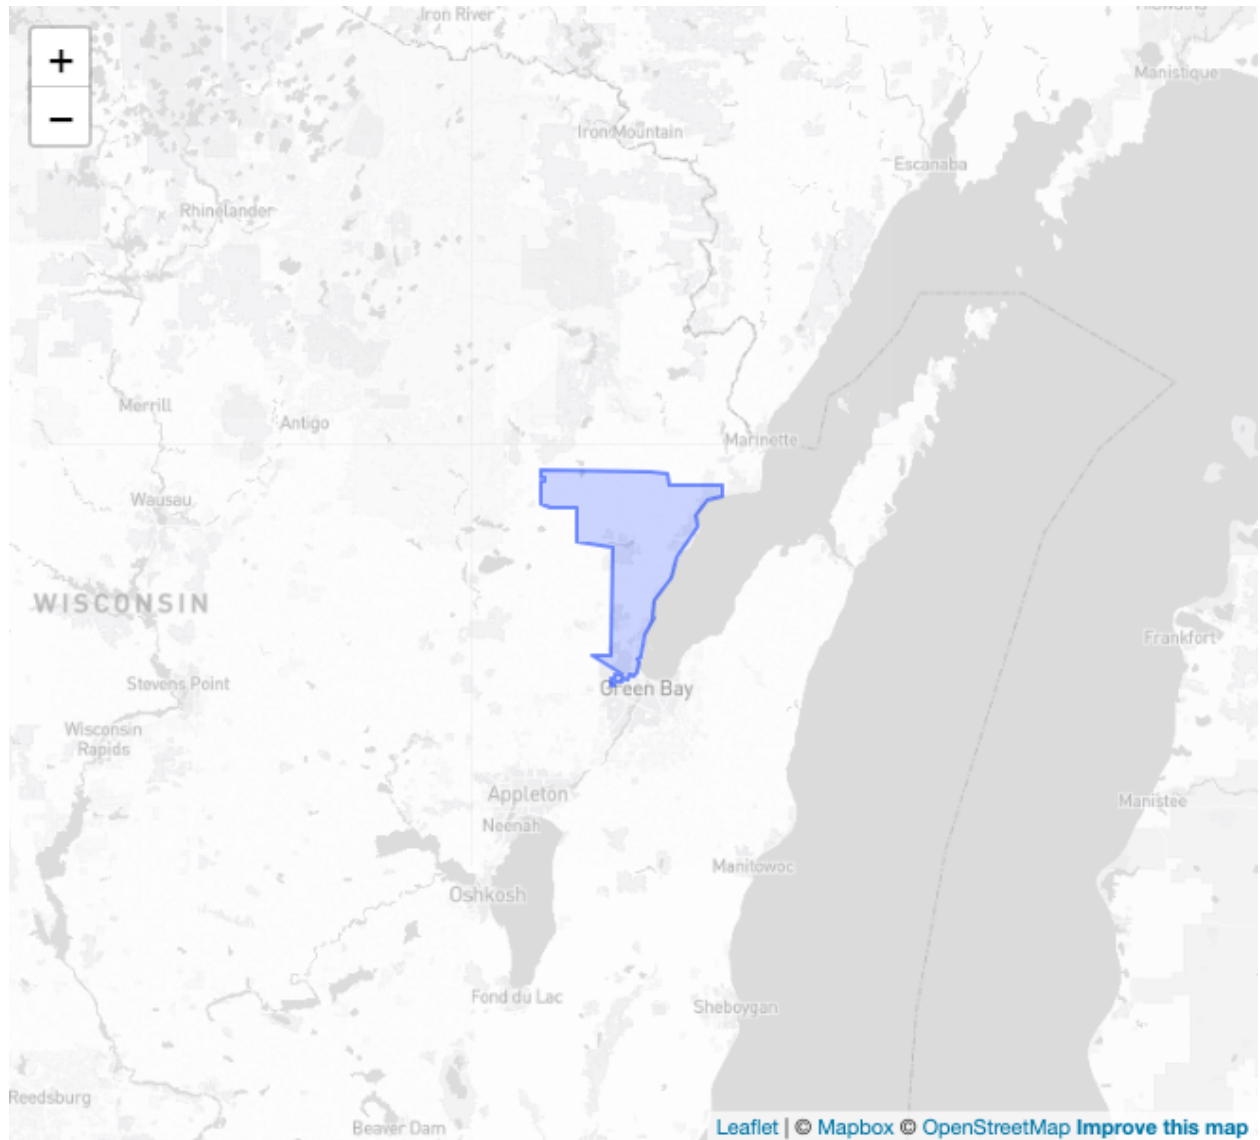 Iron River
Manistique
+
−
Iron Mountain
Escanaba
Rhinelander
Merrill
Antigo
Marinette
Wausau
WISCONSIN
Frankfort
Stevens Point
Green Bay
Wisconsin
Rapids
Appleton
Manistee
Neenah
Manitowoc
Oshkosh
Fond du Lac
Sheboygan
Reedsburg
Beaver Dam
Leaflet | © Mapbox © OpenStreetMap Improve this map